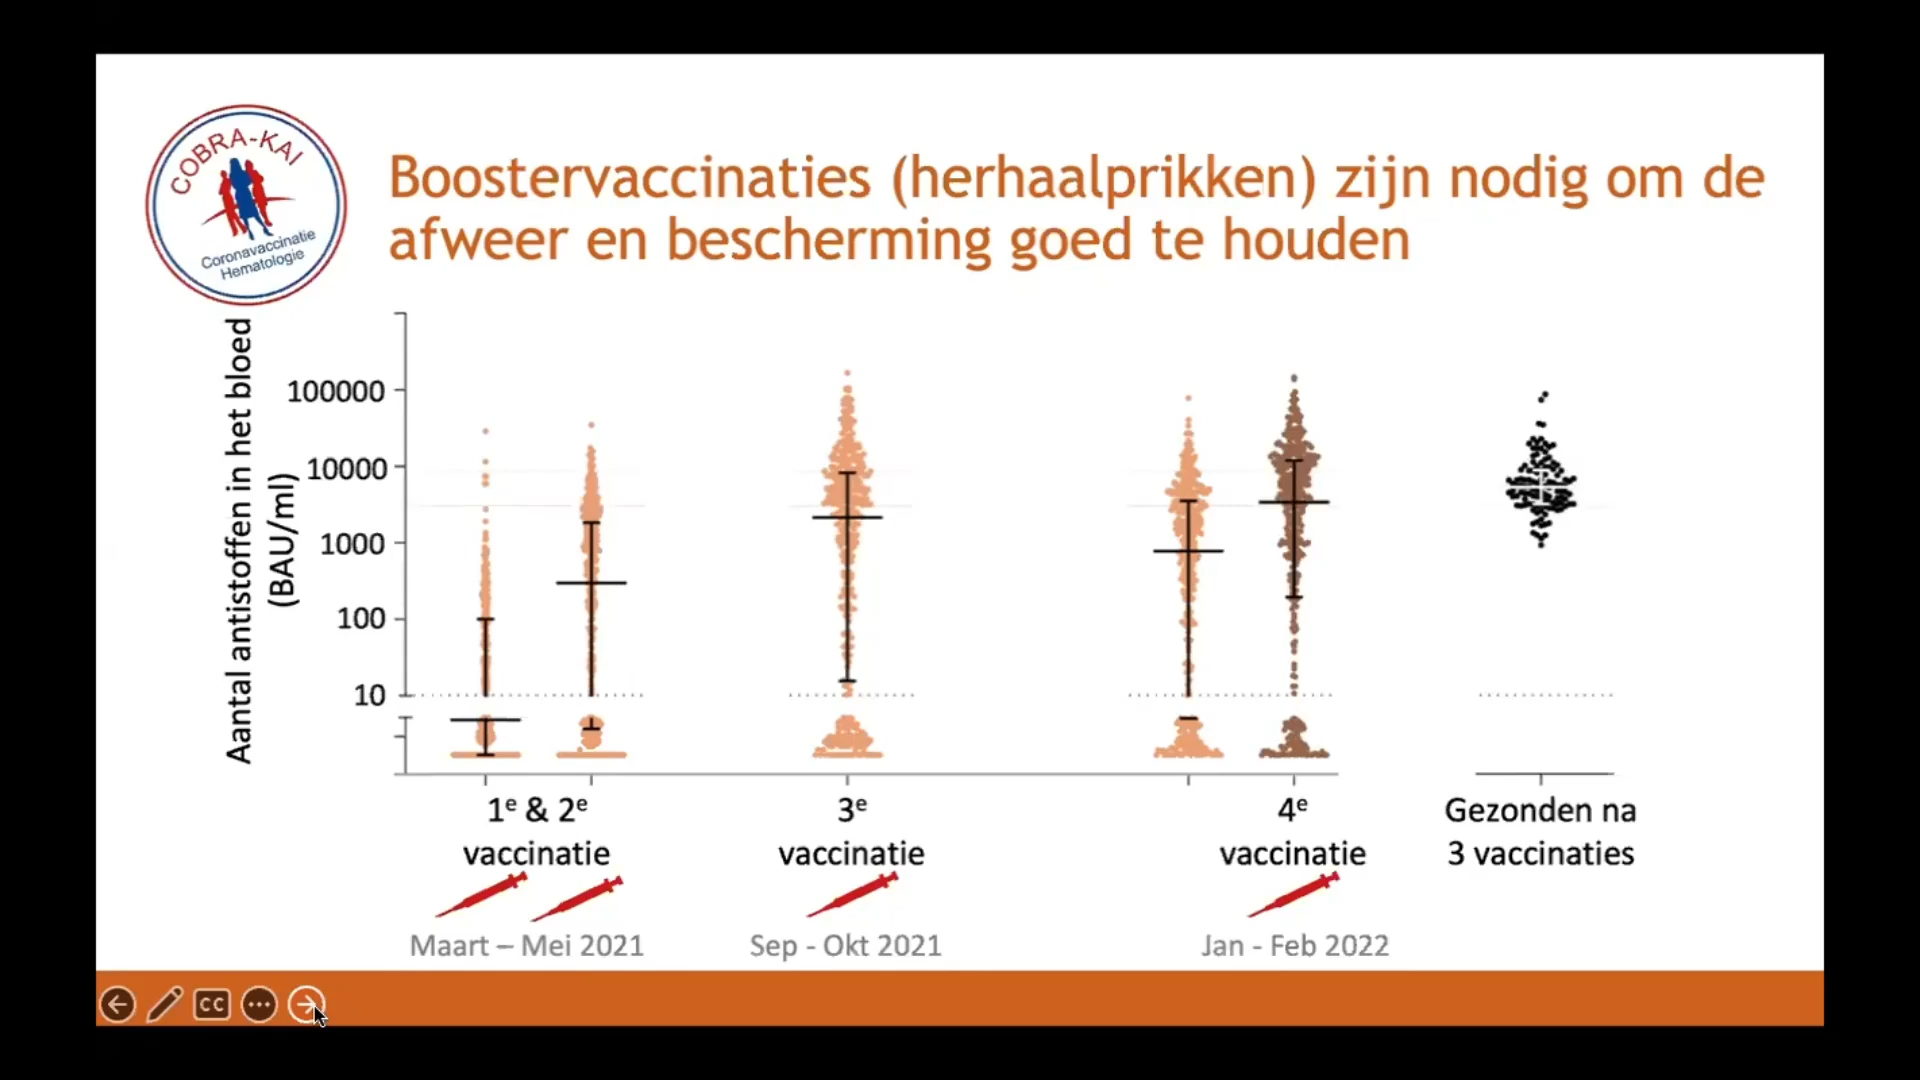 COBRA-KAI
Coronavaccinatie
Hematologie
Boostervaccinaties (herhaalprikken) zijn nodig om de
afweer en bescherming goed te houden
Aantal antistoffen in het bloed
(BAU/ml)
100000
10000
1000
100
10
1e & 2e
vaccinatie
Maart – Mei 2021
3e
vaccinatie
Sep - Okt 2021
4e
vaccinatie
Jan - Feb 2022
Gezonden na
3 vaccinaties
CC